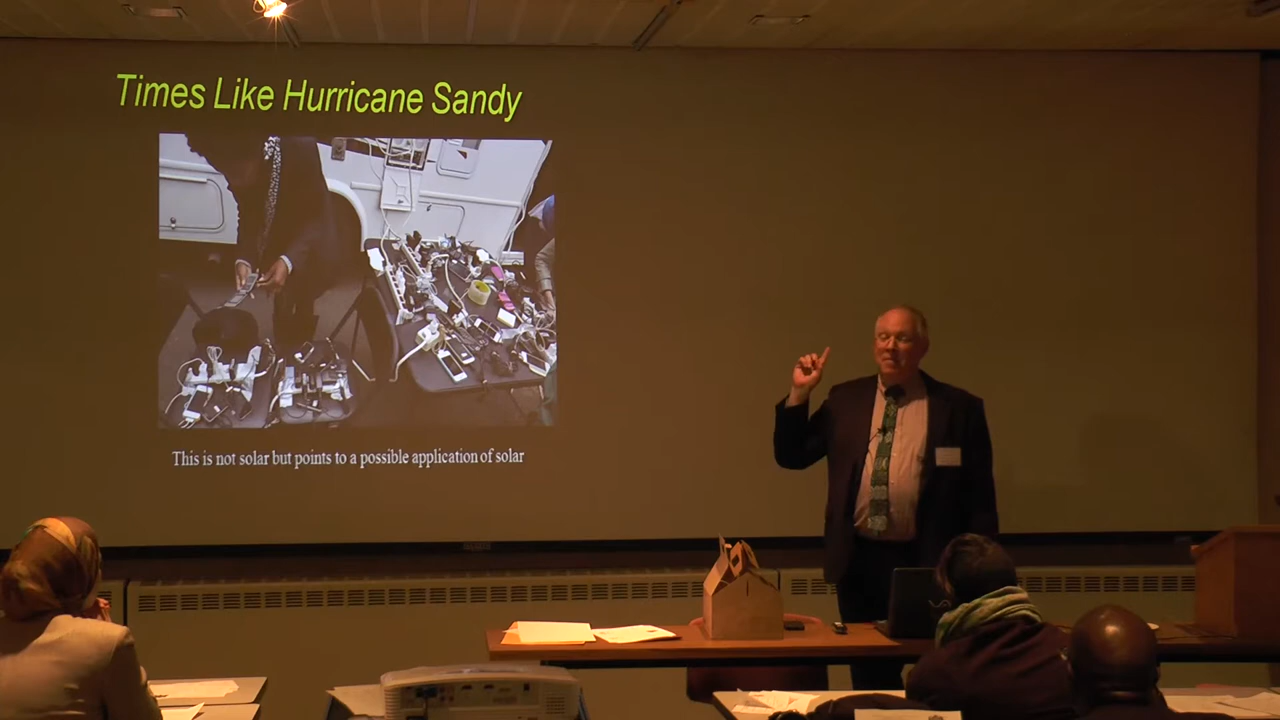 Times Like Hurricane Sandy
This is not solar but points to a possible application of solar